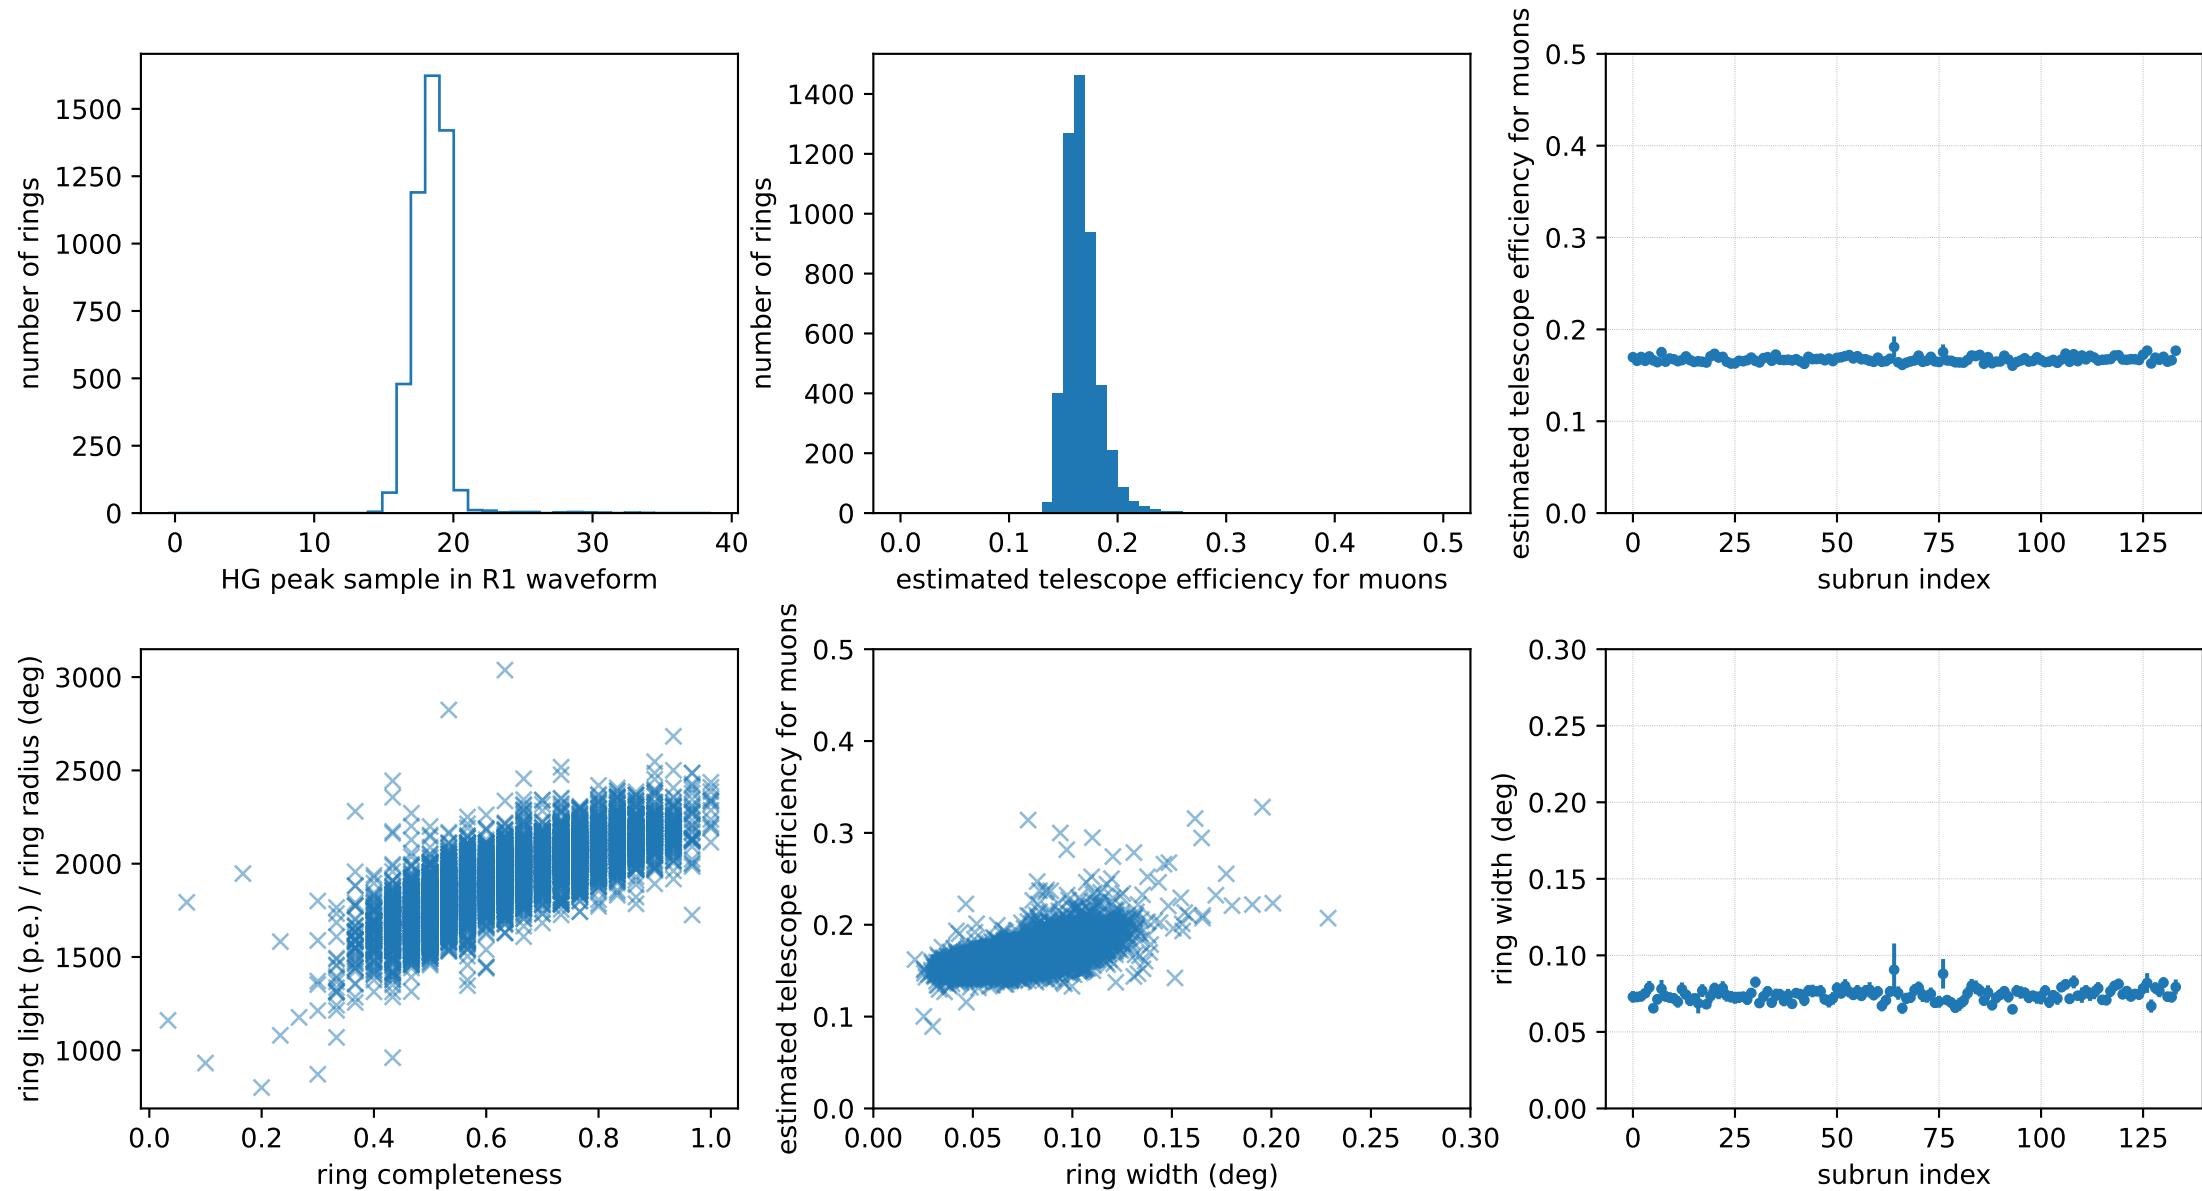 1500
1250
1000
750
500
250
0
number of rings
0 10 20 30 40
HG peak sample in R1 waveform
1400
1200
1000
800
600
400
200
0
number of rings
0.0 0.1 0.2 0.3 0.4 0.5
estimated telescope efficiency for muons
0.5
0.4
0.3
0.2
0.1
0.0
estimated telescope efficiency for muons
0 25 50 75 100 125
subrun index
3000
2500
2000
1500
1000
ring light (p.e.) / ring radius (deg)
0.0 0.2 0.4 0.6 0.8 1.0
ring completeness
0.5
0.4
0.3
0.2
0.1
0.0
estimated telescope efficiency for muons
0.00 0.05 0.10 0.15 0.20 0.25 0.30
ring width (deg)
0.30
0.25
0.20
0.15
0.10
0.05
0.00
ring width (deg)
0 25 50 75 100 125
subrun index